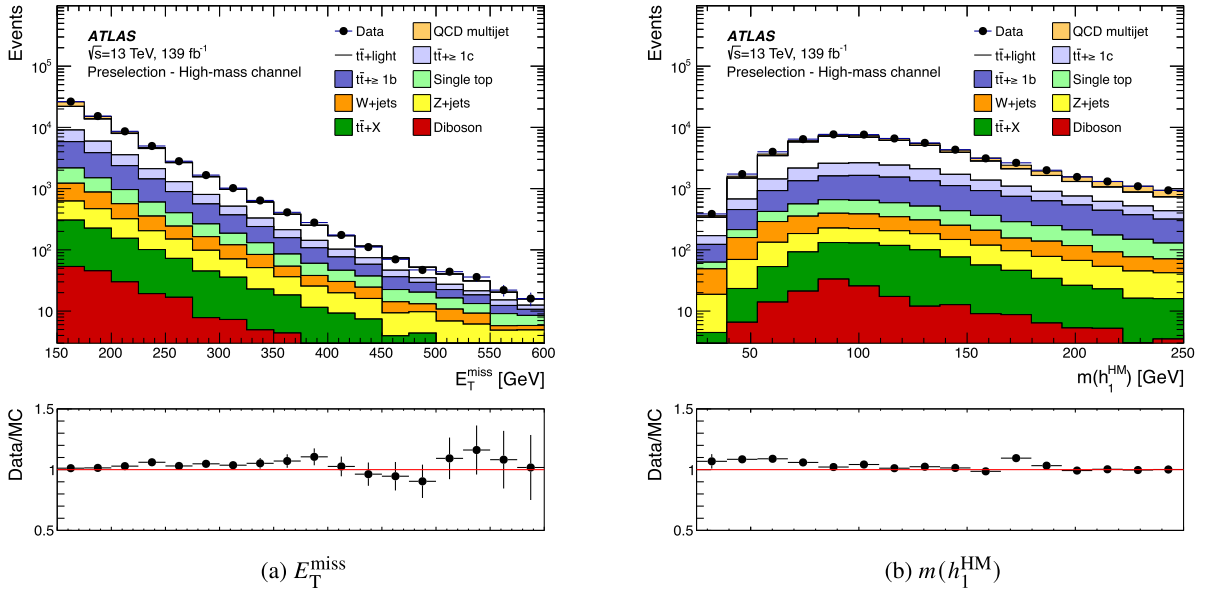 Events
ATLAS
√s=13 TeV, 139 fb⁻¹
Preselection - High-mass channel
Data
QCD multijet
tt̄+light
tt̄+≥ 1c
tt̄+≥ 1b
Single top
W+jets
Z+jets
tt̄+X
Diboson
10⁵
10⁴
10³
10²
10
150 200 250 300 350 400 450 500 550 600
E_T^miss [GeV]
Data/MC
1.5
1
0.5
(a) E_T^miss
Events
ATLAS
√s=13 TeV, 139 fb⁻¹
Preselection - High-mass channel
Data
QCD multijet
tt̄+light
tt̄+≥ 1c
tt̄+≥ 1b
Single top
W+jets
Z+jets
tt̄+X
Diboson
10⁵
10⁴
10³
10²
10
50 100 150 200 250
m(h₁^HM) [GeV]
Data/MC
1.5
1
0.5
(b) m(h₁^HM)